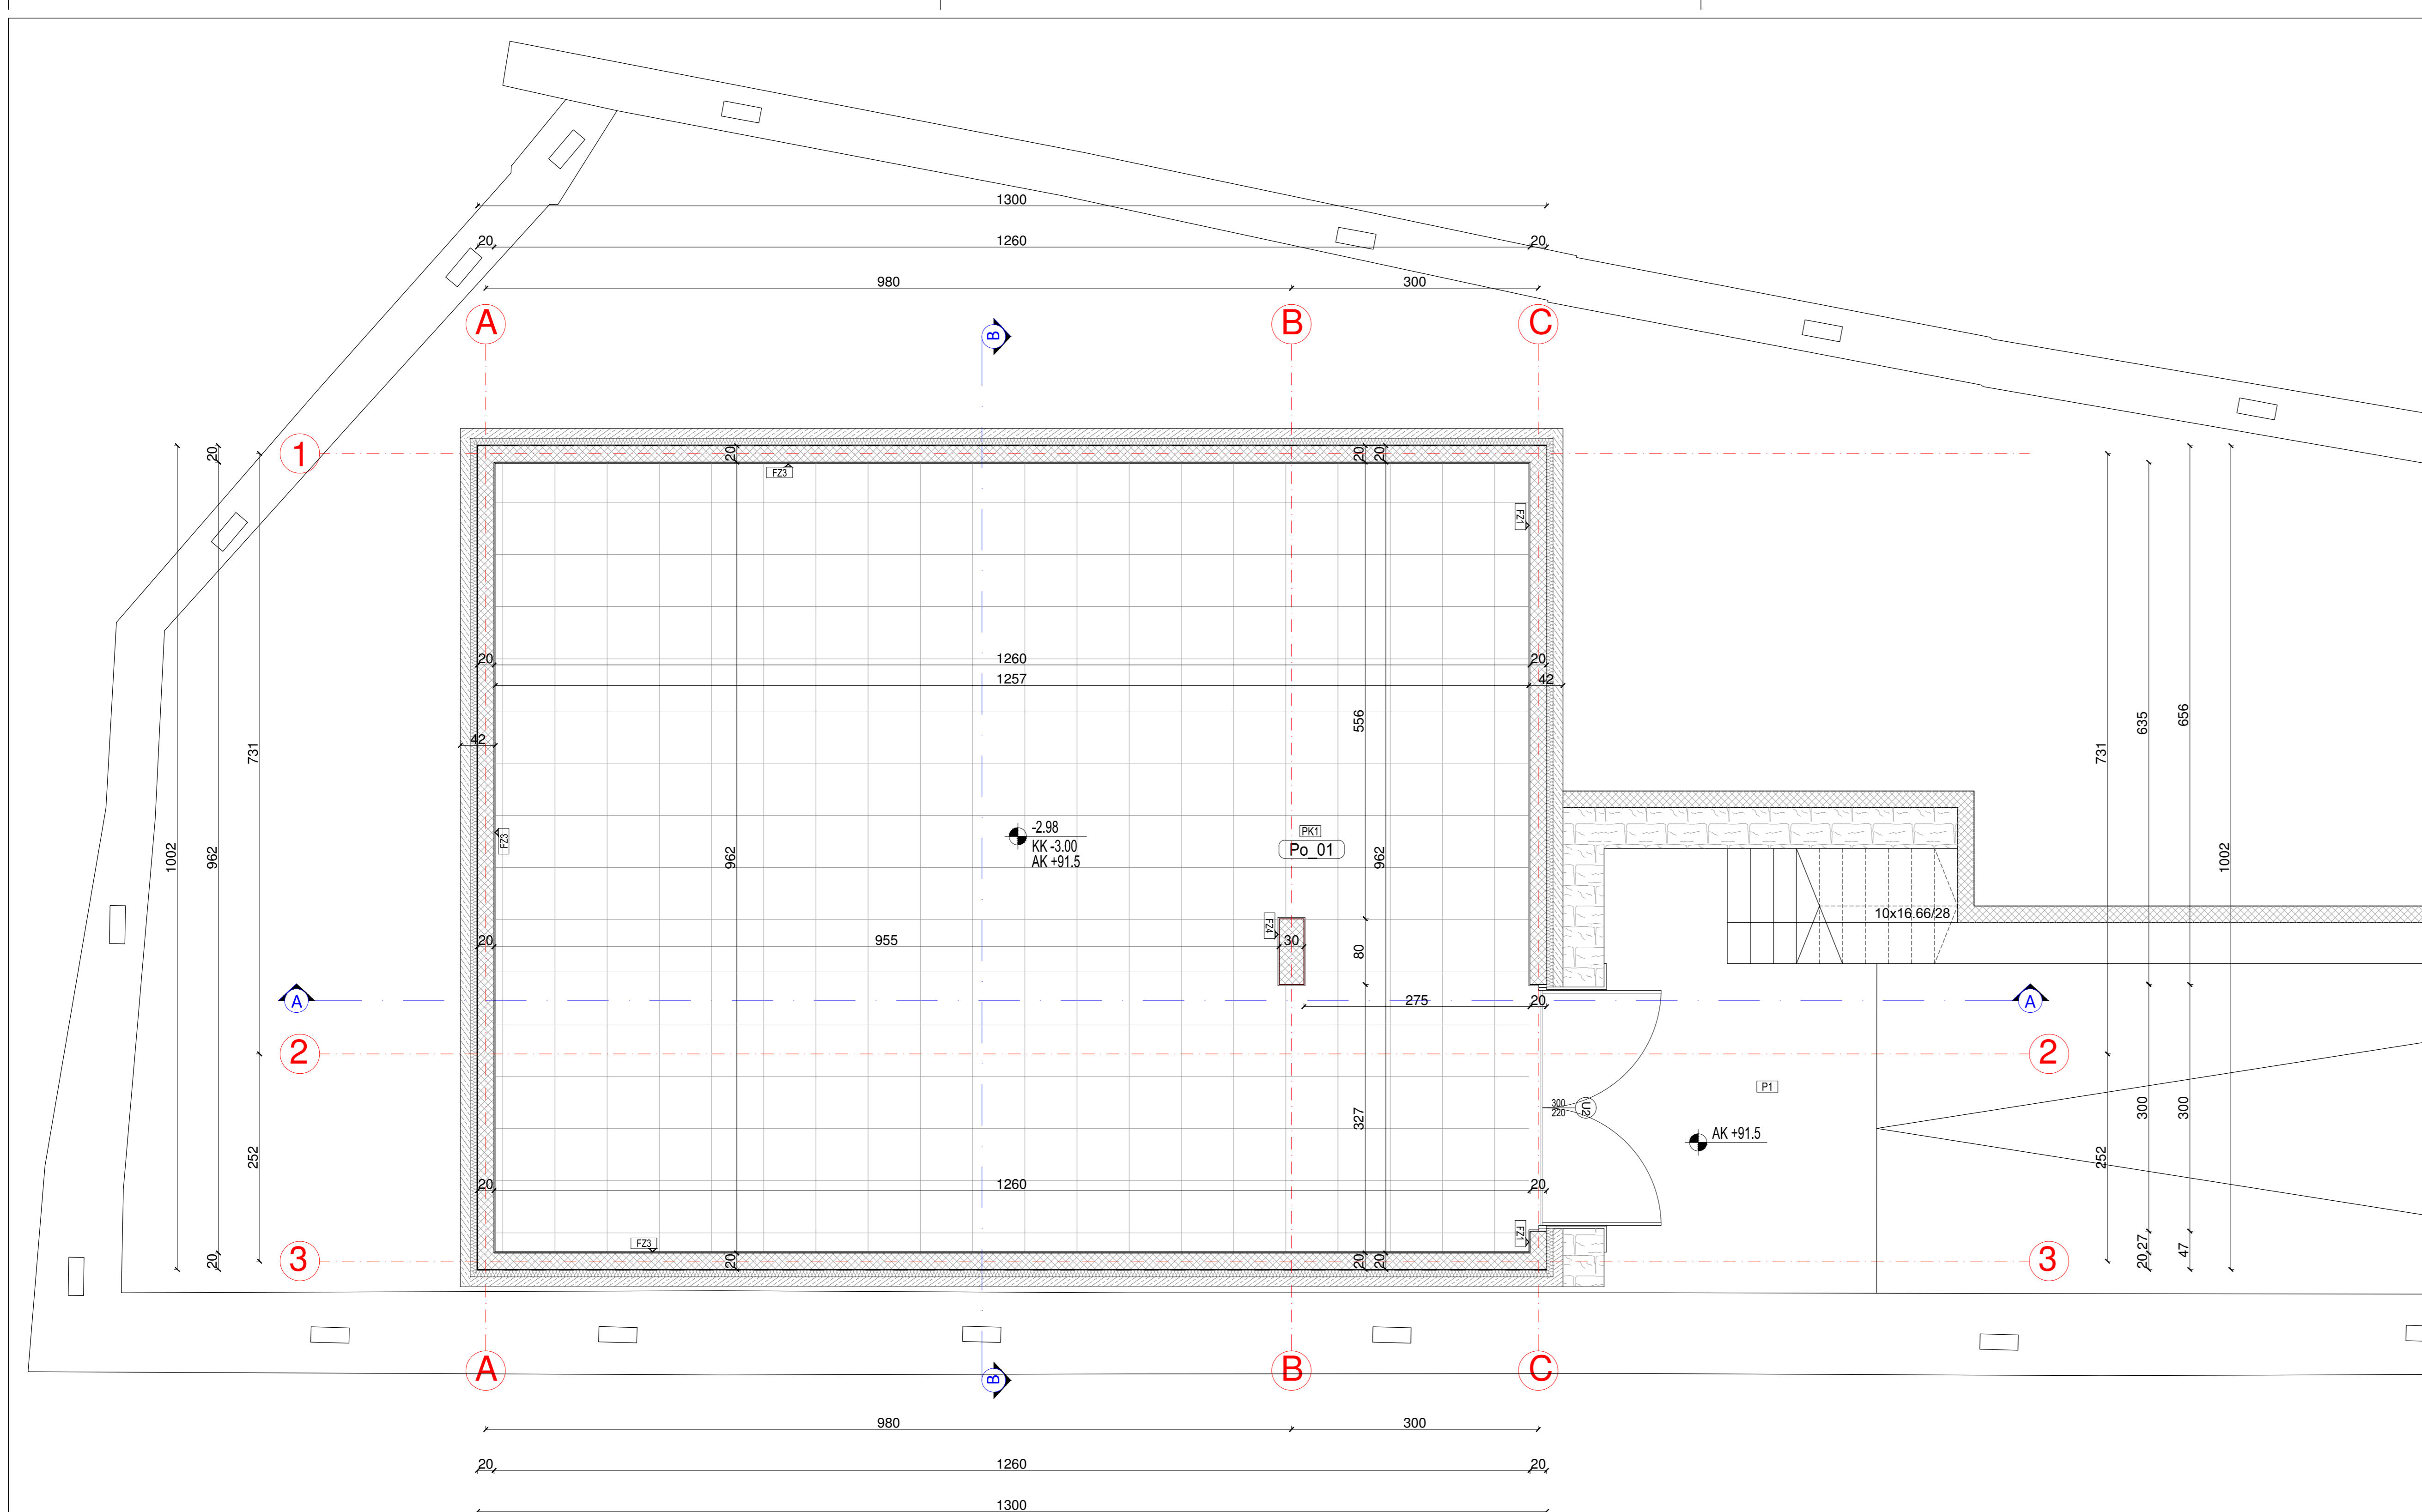 1300
20 1260 20
980 300
A B B C
1
20 20 20 20
FZ3
FZ1
20 1260 20
1257 42
556
635
656
42
731
731
-2.98
KK -3.00
AK +91.5
PK1
Po_01
FZ3
1002
962
962
962
1002
10x16.66/28
FZ4
20 955 30
80
275 20
A A
2 2
P1
300
220
U2
327
300
300
AK +91.5
252
252
20 1260 20
FZ3
FZ1
27
47
3 3
20 20 20 20 20
A B B C
980 300
20 1260 20
1300